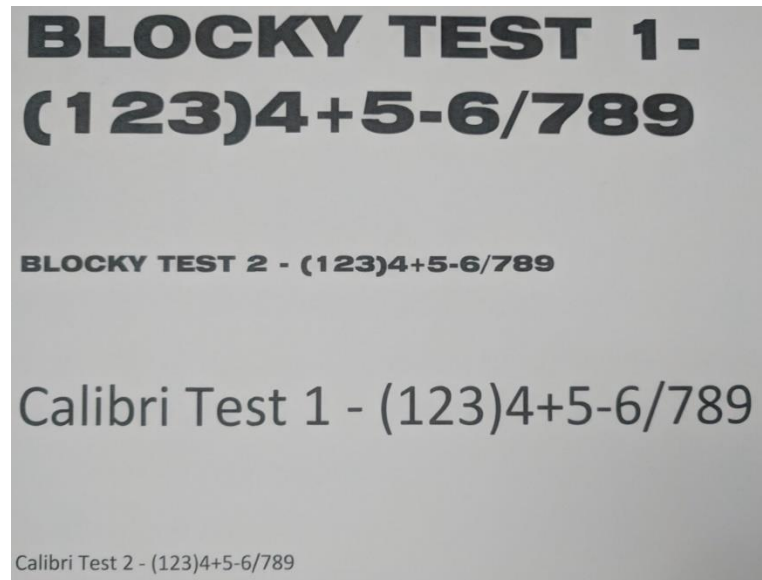 BLOCKY TEST 1 -
(123)4+5-6/789
BLOCKY TEST 2 - (123)4+5-6/789
Calibri Test 1 - (123)4+5-6/789
Calibri Test 2 - (123)4+5-6/789